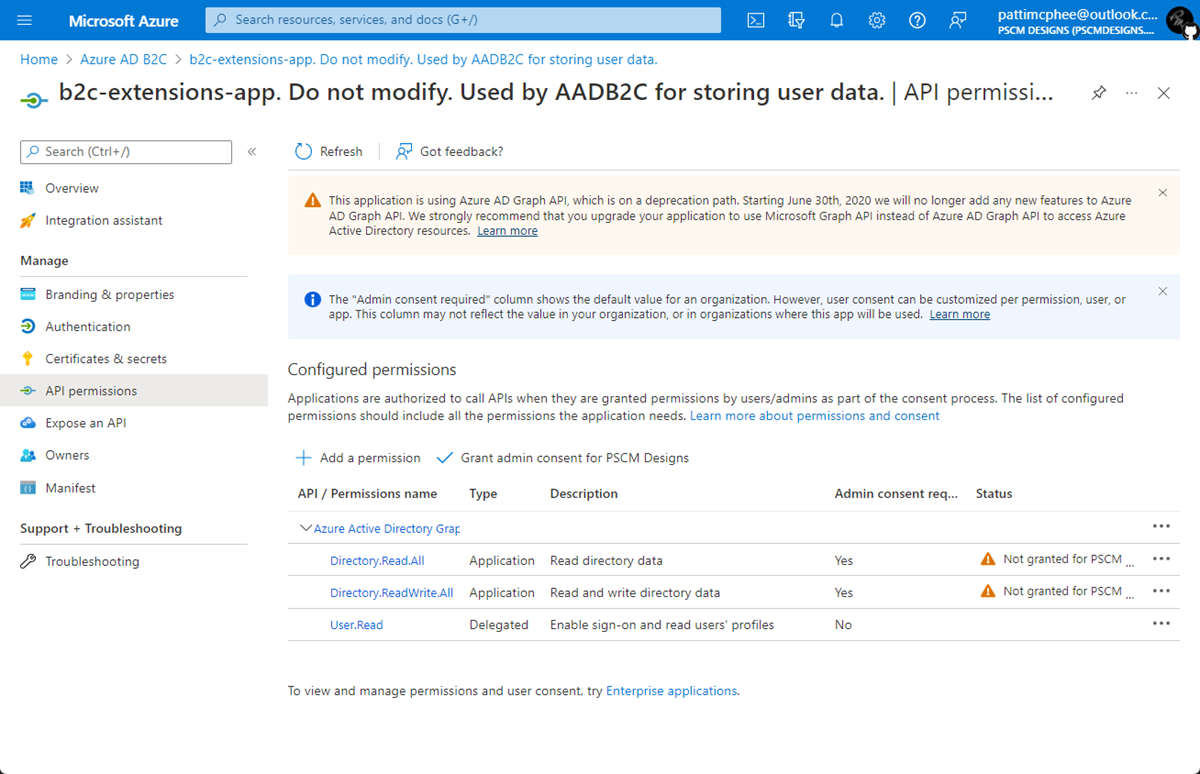 Microsoft Azure
Search resources, services, and docs (G+/)
pattimcphee@outlook.c...
PSCM DESIGNS (PSCMDESIGNS....
Home > Azure AD B2C > b2c-extensions-app. Do not modify. Used by AADB2C for storing user data.
b2c-extensions-app. Do not modify. Used by AADB2C for storing user data. | API permissi...
Search (Ctrl+/)
Overview
Integration assistant
Manage
Branding & properties
Authentication
Certificates & secrets
API permissions
Expose an API
Owners
Manifest
Support + Troubleshooting
Troubleshooting
Refresh
Got feedback?
This application is using Azure AD Graph API, which is on a deprecation path. Starting June 30th, 2020 we will no longer add any new features to Azure
AD Graph API. We strongly recommend that you upgrade your application to use Microsoft Graph API instead of Azure AD Graph API to access Azure
Active Directory resources. Learn more
The "Admin consent required" column shows the default value for an organization. However, user consent can be customized per permission, user, or
app. This column may not reflect the value in your organization, or in organizations where this app will be used. Learn more
Configured permissions
Applications are authorized to call APIs when they are granted permissions by users/admins as part of the consent process. The list of configured
permissions should include all the permissions the application needs. Learn more about permissions and consent
Add a permission Grant admin consent for PSCM Designs
API / Permissions name Type Description Admin consent req... Status
Azure Active Directory Grap
Directory.Read.All Application Read directory data Yes Not granted for PSCM ...
Directory.ReadWrite.All Application Read and write directory data Yes Not granted for PSCM ...
User.Read Delegated Enable sign-on and read users' profiles No
To view and manage permissions and user consent, try Enterprise applications.